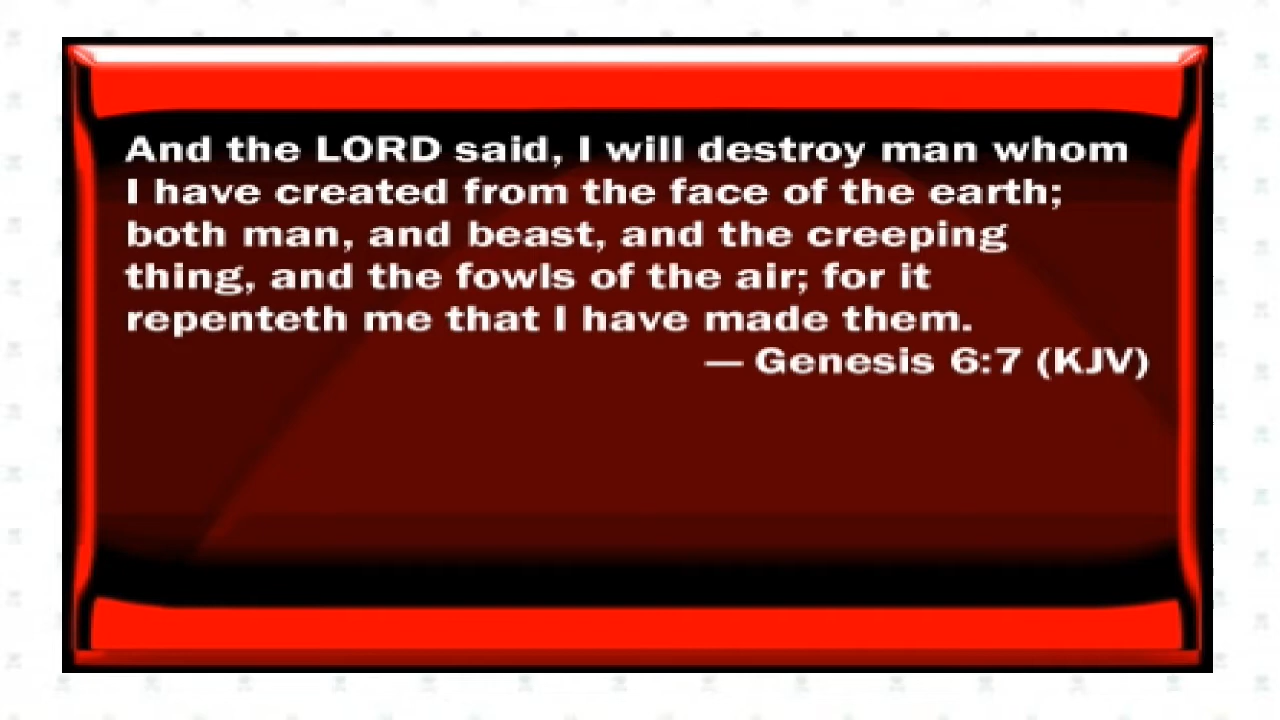 And the LORD said, I will destroy man whom
I have created from the face of the earth;
both man, and beast, and the creeping
thing, and the fowls of the air; for it
repenteth me that I have made them.
— Genesis 6:7 (KJV)